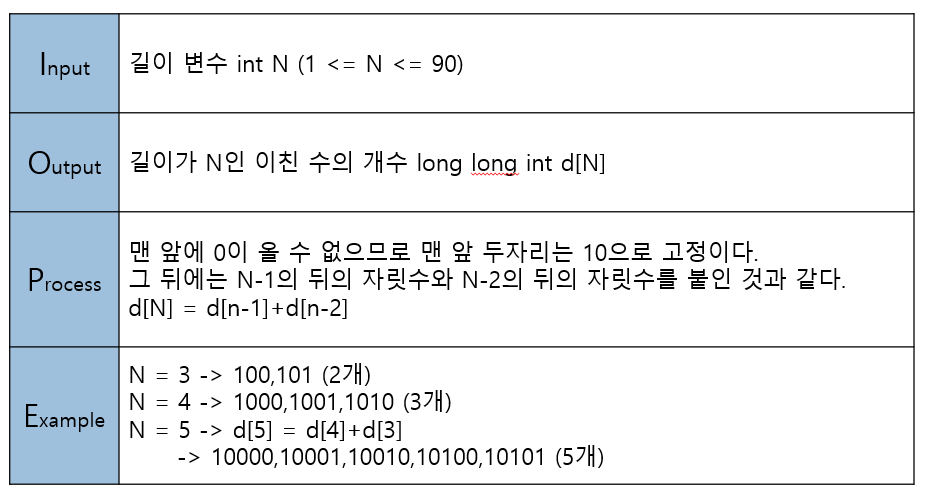 Input
길이 변수 int N (1 <= N <= 90)
Output
길이가 N인 이친 수의 개수 long long int d[N]
Process
맨 앞에 0이 올 수 없으므로 맨 앞 두자리는 10으로 고정이다.
그 뒤에는 N-1의 뒤의 자릿수와 N-2의 뒤의 자릿수를 붙인 것과 같다.
d[N] = d[n-1]+d[n-2]
Example
N = 3 -> 100,101 (2개)
N = 4 -> 1000,1001,1010 (3개)
N = 5 -> d[5] = d[4]+d[3]
-> 10000,10001,10010,10100,10101 (5개)